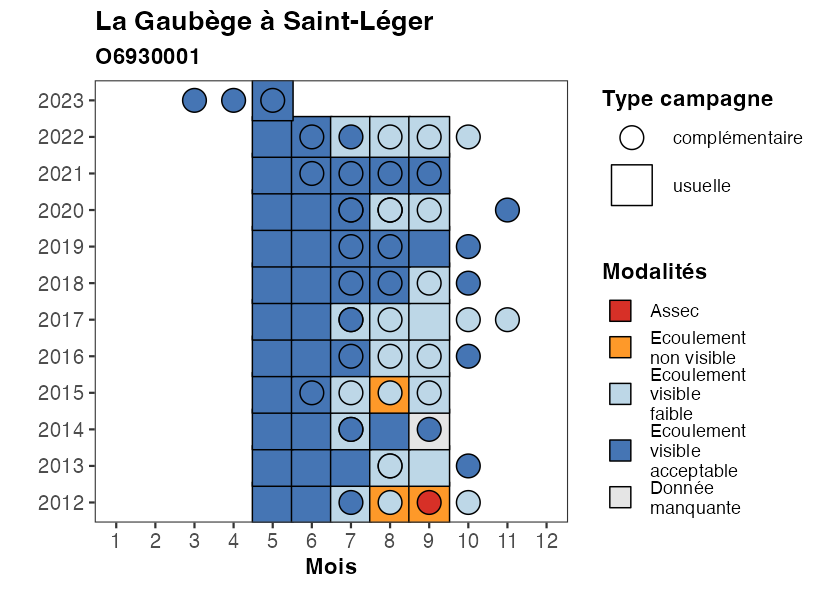 La Gaubège à Saint-Léger
O6930001
2023
2022
2021
2020
2019
2018
2017
2016
2015
2014
2013
2012
1 2 3 4 5 6 7 8 9 10 11 12
Mois
Type campagne
complémentaire
usuelle
Modalités
Assec
Ecoulement
non visible
Ecoulement
visible
faible
Ecoulement
visible
acceptable
Donnée
manquante